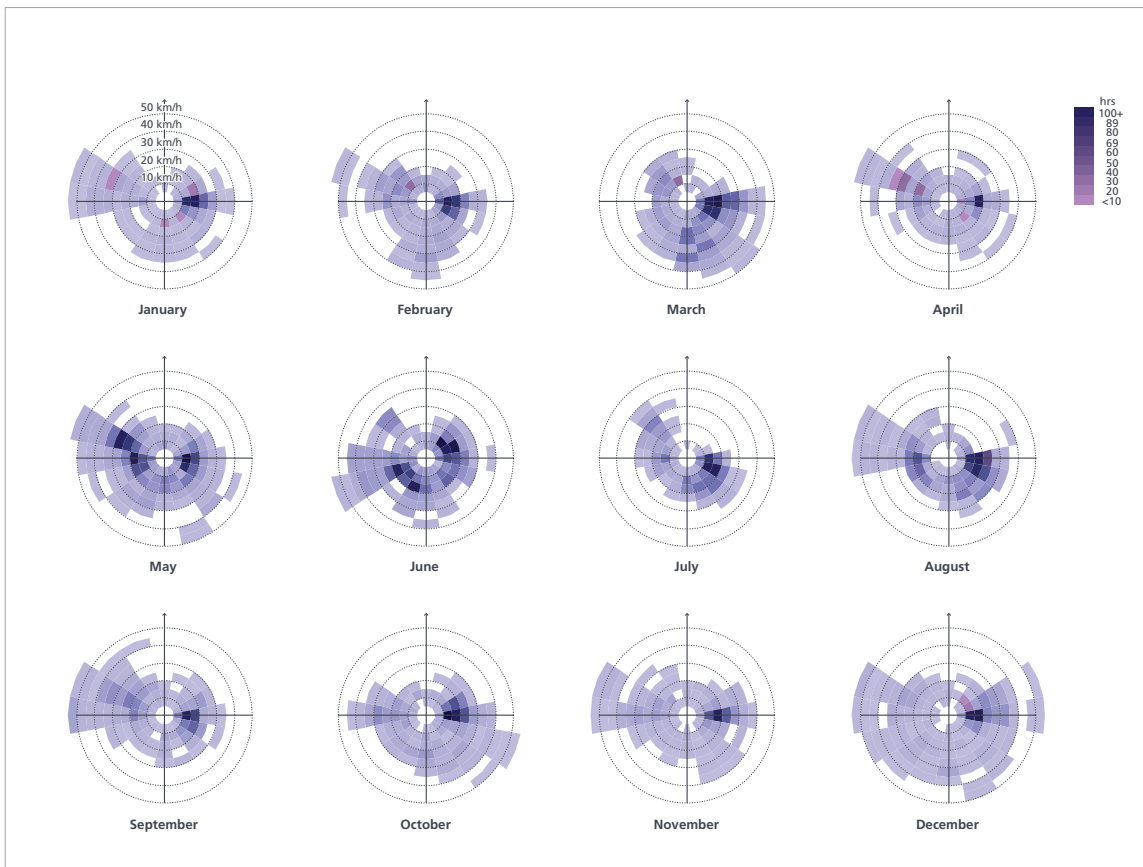 50 km/h
40 km/h
30 km/h
20 km/h
10 km/h
hrs
100+
89
80
69
60
50
40
30
20
<10
January
February
March
April
May
June
July
August
September
October
November
December